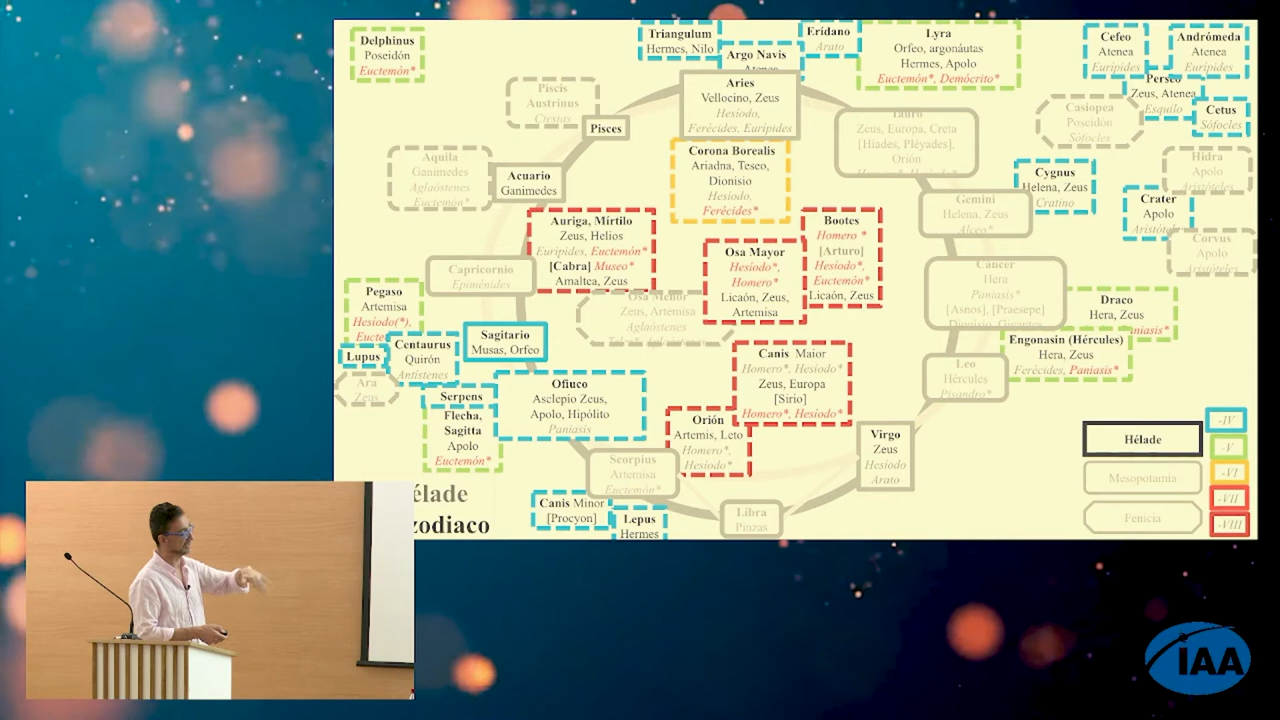 Delphinus
Poseidón
Euctemón*
Triangulum
Hermes, Nilo
Argo Navis
Erídano
Arato
Lyra
Orfeo, argonáutas
Hermes, Apolo
Euctemón*, Demócrito*
Cefeo
Atenea
Eurípides
Andrómeda
Atenea
Eurípides
Perseo
Zeus, Atenea
Esquilo
Cetus
Sófocles
Piscis
Austrinus
Ctesias
Pisces
Aries
Vellocino, Zeus
Hesíodo,
Ferécides, Eurípides
Tauro
Zeus, Europa, Creta
[Híades, Pléyades],
Orión
Casiopea
Poseidón
Sófocles
Aquila
Ganimedes
Aglaóstenes
Euctemón*
Acuario
Ganimedes
Corona Borealis
Ariadna, Teseo,
Dionisio
Hesíodo,
Ferécides*
Hidra
Apolo
Aristóteles
Cygnus
Helena, Zeus
Cratino
Gemini
Helena, Zeus
Alceo*
Crater
Apolo
Corvus
Apolo
Aristóteles
Auriga, Mírtilo
Zeus, Helios
Eurípides, Euctemón*
[Cabra] Museo*
Amaltea, Zeus
Osa Mayor
Hesíodo*,
Homero*
Licaón, Zeus,
Artemisa
Bootes
Homero *
[Arturo]
Hesíodo*,
Euctemón*
Licaón, Zeus
Capricornio
Epiménides
Cáncer
Hera
Paniasis*
[Asnos], [Praesepe]
Dionisio, Gigantes
Pegaso
Artemisa
Hesíodo(*),
Osa Menor
Zeus, Artemisa
Aglaóstenes
Draco
Hera, Zeus
Engonasin (Hércules)
Hera, Zeus
Ferécides, Paniasis*
Sagitario
Musas, Orfeo
Lupus
Centaurus
Quirón
Antístenes
Ara
Zeus
Canis Maior
Homero*, Hesíodo*
Zeus, Europa
[Sirio]
Homero*, Hesíodo*
Leo
Hércules
Pisandro*
Serpens
Flecha,
Sagitta
Apolo
Euctemón*
Ofiuco
Asclepio Zeus,
Apolo, Hipólito
Paniasis
Orión
Artemis, Leto
Homero*,
Hesíodo*
Virgo
Zeus
Hesíodo
Arato
Scorpius
Artemisa
Euctemón*
Canis Minor
[Procyon]
Lepus
Hermes
Libra
Pinzas
Hélade
Mesopotamia
Fenicia
-IV
-V
-VI
-VII
-VIII
élade
zodiaco
IAA